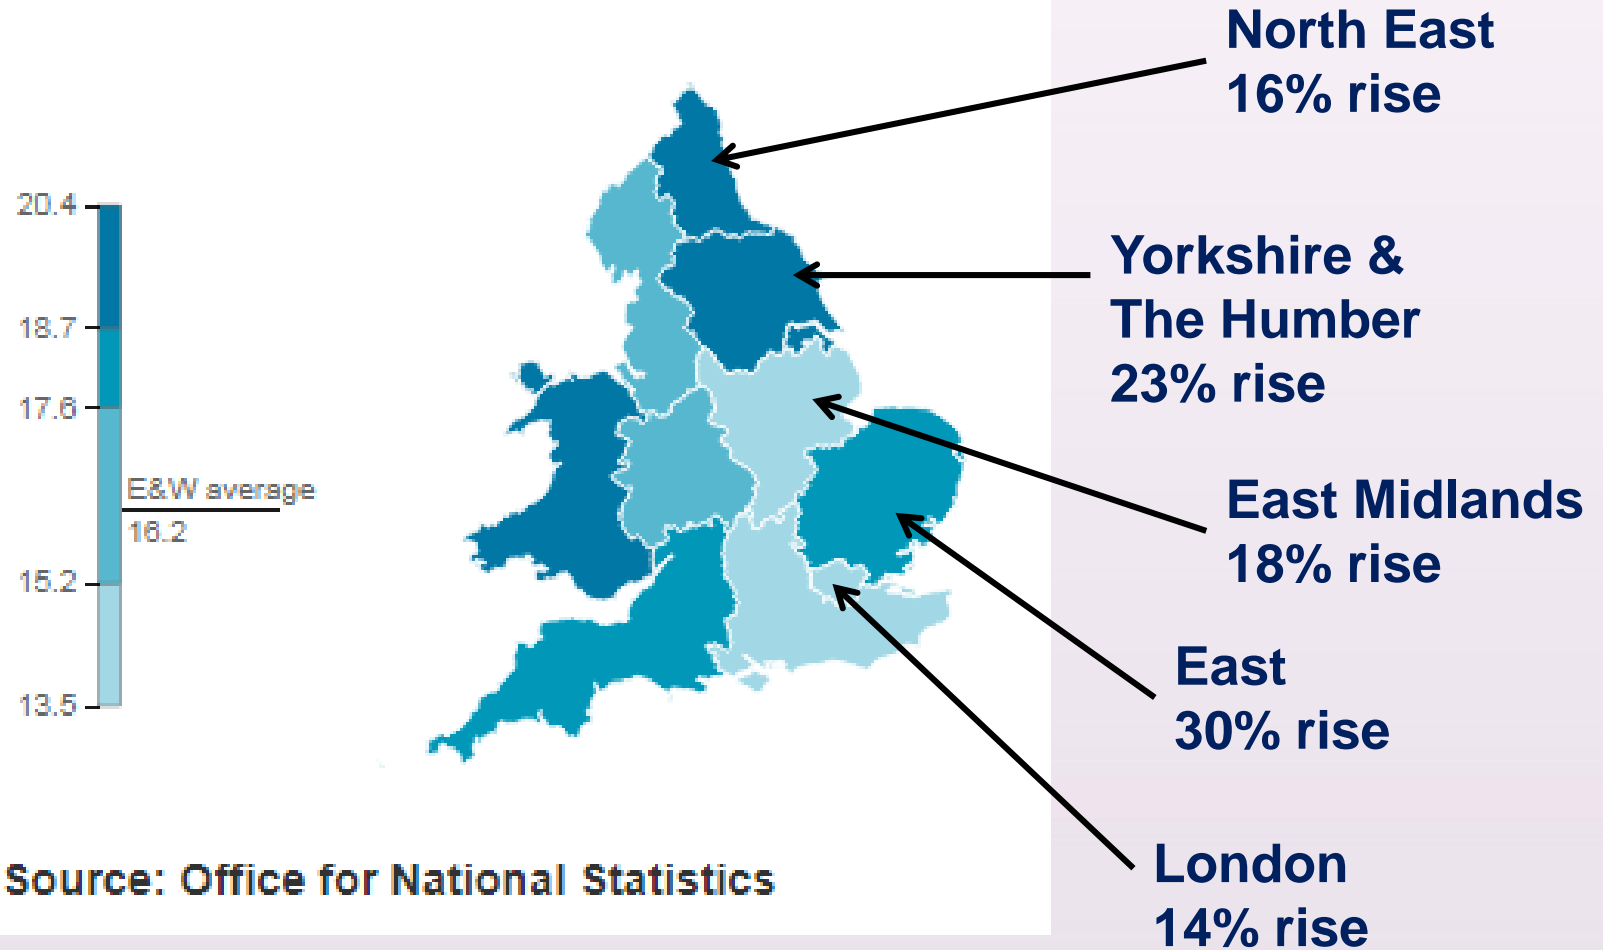 North East
16% rise
20.4
18.7
17.6
E&W average
16.2
15.2
13.5
Yorkshire &
The Humber
23% rise
East Midlands
18% rise
East
30% rise
London
14% rise
Source: Office for National Statistics